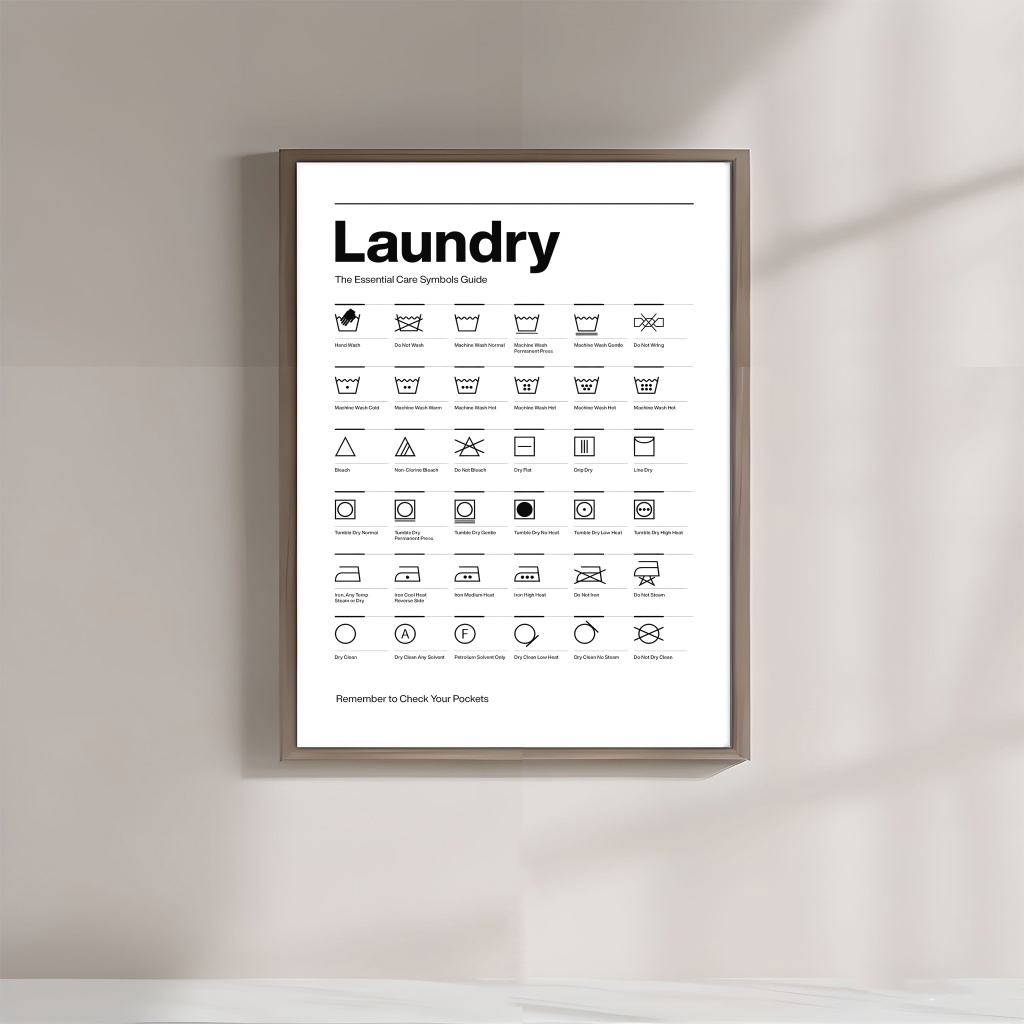 Laundry
The Essential Care Symbols Guide
Hand Wash
Do Not Wash
Machine Wash Normal
Machine Wash
Permanent Press
Machine Wash Gentle
Do Not Wring
Machine Wash Cold
Machine Wash Warm
Machine Wash Hot
Machine Wash Hot
Machine Wash Hot
Machine Wash Hot
Bleach
Non-Clorine Bleach
Do Not Bleach
Dry Flat
Drip Dry
Line Dry
Tumble Dry Normal
Tumble Dry
Permanent Press
Tumble Dry Gentle
Tumble Dry No Heat
Tumble Dry Low Heat
Tumble Dry High Heat
Iron, Any Temp
Steam or Dry
Iron Cool Heat
Reverse Side
Iron Medium Heat
Iron High Heat
Do Not Iron
Do Not Steam
A
F
Dry Clean
Dry Clean Any Solvent
Petrolium Solvent Only
Dry Clean Low Heat
Dry Clean No Steam
Do Not Dry Clean
Remember to Check Your Pockets